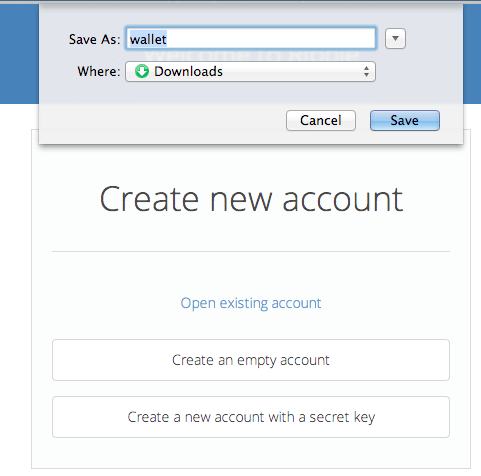 Save As: wallet
Where: Downloads
Cancel Save
Create new account
Open existing account
Create an empty account
Create a new account with a secret key